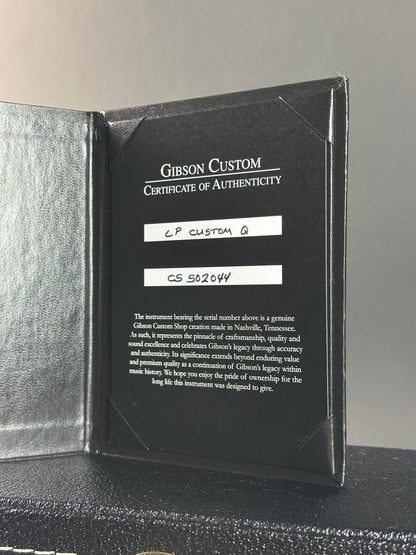 GIBSON CUSTOM
CERTIFICATE OF AUTHENTICITY
LP CUSTOM Q
CS 502044
The instrument bearing the serial number above is a genuine
Gibson Custom Shop creation made in Nashville, Tennessee.
As such, it represents the pinnacle of craftsmanship, quality and
sound excellence and celebrates Gibson's legacy through accuracy
and authenticity. Its significance extends beyond enduring value
and premium quality as a continuation of Gibson's legacy within
music history. We hope you enjoy the pride of ownership for the
long life this instrument was designed to give.